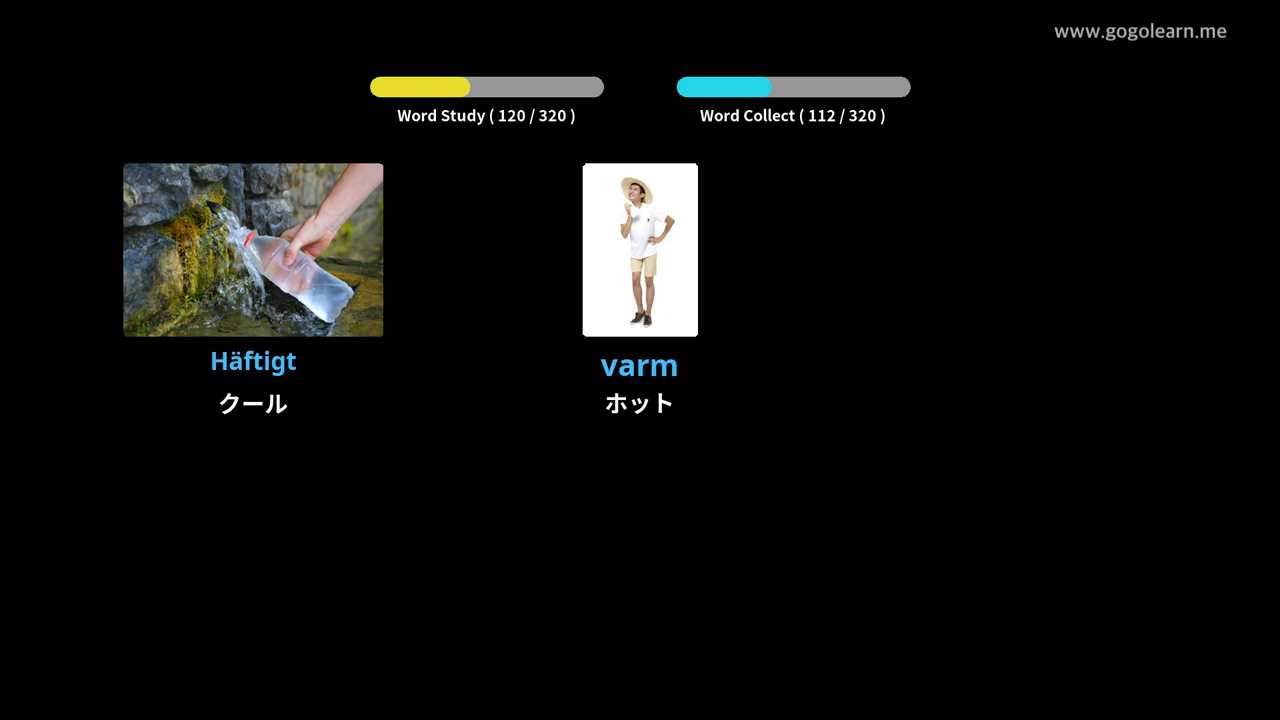 www.gogolearn.me
Word Study ( 120 / 320 )
Word Collect ( 112 / 320 )
Häftigt
クール
varm
ホット